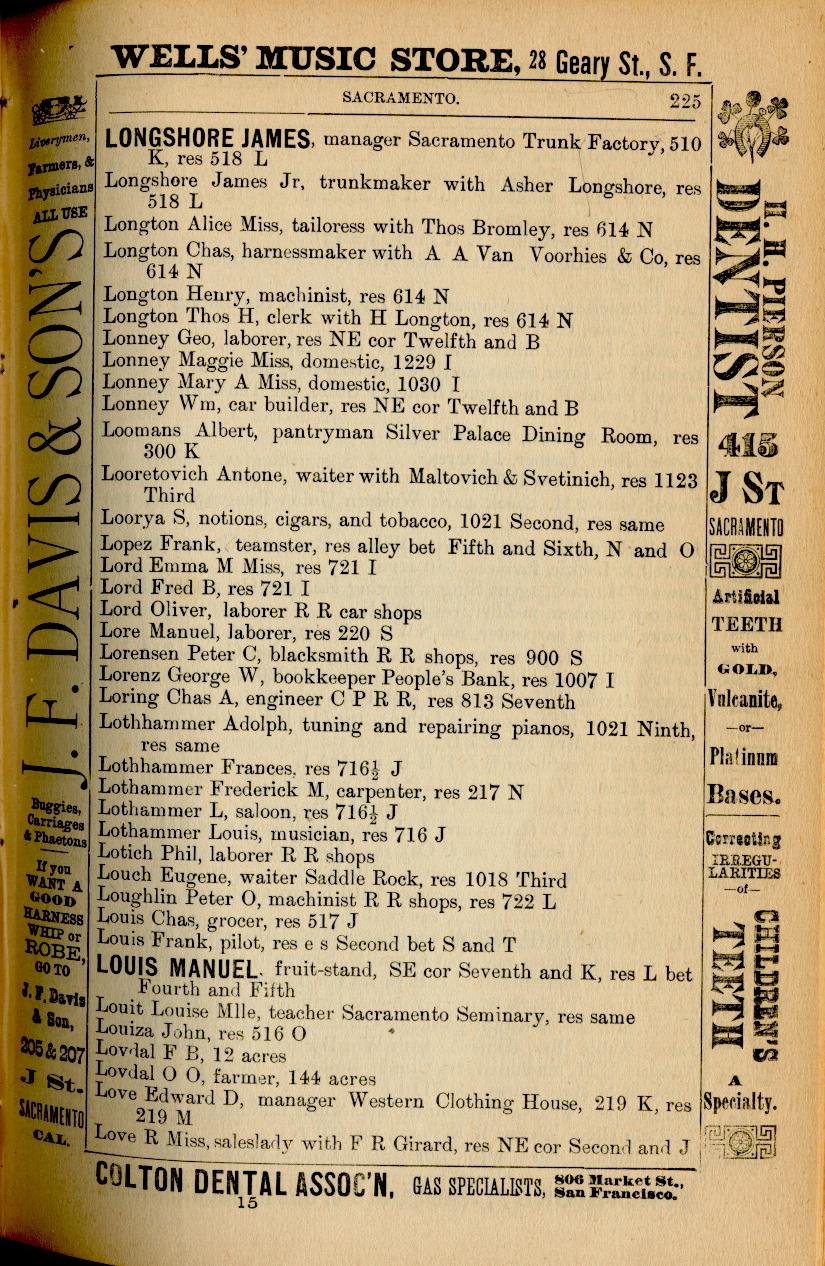 WELLS' MUSIC STORE, 28 Geary St., S. F.
SACRAMENTO. 225
LONGSHORE JAMES, manager Sacramento Trunk Factory, 510
K, res 518 L
Longshore James Jr, trunkmaker with Asher Longshore, res
518 L
Longton Alice Miss, tailoress with Thos Bromley, res 614 N
Longton Chas, harnessmaker with A A Van Voorhies & Co, res
614 N
Longton Henry, machinist, res 614 N
Longton Thos H, clerk with H Longton, res 614 N
Lonney Geo, laborer, res NE cor Twelfth and B
Lonney Maggie Miss, domestic, 1229 I
Lonney Mary A Miss, domestic, 1030 I
Lonney Wm, car builder, res NE cor Twelfth and B
Loomans Albert, pantryman Silver Palace Dining Room, res
300 K
Looretovich Antone, waiter with Maltovich & Svetinich, res 1123
Third
Loorya S, notions, cigars, and tobacco, 1021 Second, res same
Lopez Frank, teamster, res alley bet Fifth and Sixth, N and O
Lord Emma M Miss, res 721 I
Lord Fred B, res 721 I
Lord Oliver, laborer R R car shops
Lore Manuel, laborer, res 220 S
Lorensen Peter C, blacksmith R R shops, res 900 S
Lorenz George W, bookkeeper People's Bank, res 1007 I
Loring Chas A, engineer C P R R, res 813 Seventh
Lothhammer Adolph, tuning and repairing pianos, 1021 Ninth,
res same
Lothhammer Frances, res 716½ J
Lothammer Frederick M, carpenter, res 217 N
Lothammer L, saloon, res 716½ J
Lothammer Louis, musician, res 716 J
Lotich Phil, laborer R R shops
Louch Eugene, waiter Saddle Rock, res 1018 Third
Loughlin Peter O, machinist R R shops, res 722 L
Louis Chas, grocer, res 517 J
Louis Frank, pilot, res e s Second bet S and T
LOUIS MANUEL, fruit-stand, SE cor Seventh and K, res L bet
Fourth and Fifth
Louit Louise Mlle, teacher Sacramento Seminary, res same
Louiza John, res 516 O
Lovdal F B, 12 acres
Lovdal O O, farmer, 144 acres
Love Edward D, manager Western Clothing House, 219 K, res
219 M
Love R Miss, saleslady with F R Girard, res NE cor Second and J
COLTON DENTAL ASSOC'N, GAS SPECIALISTS, 806 Market St.,
San Francisco.
15
Liverymen,
Farmers, &
Physicians
ALL USE
J. F. DAVIS & SON'S
Buggies,
Carriages
& Phaetons
If you
WANT A
GOOD
HARNESS
WHIP or
ROBE,
GO TO
J. F. Davis
& Son,
205 & 207
J St.
SACRAMENTO
CAL.
H. H. PIERSON
DENTIST
415
J ST
SACRAMENTO
Artificial
TEETH
with
GOLD,
Vulcanite,
—or—
Platinum
Bases.
Correcting
IRREGU-
LARITIES
—of—
CHILDREN'S
TEETH
A
Specialty.